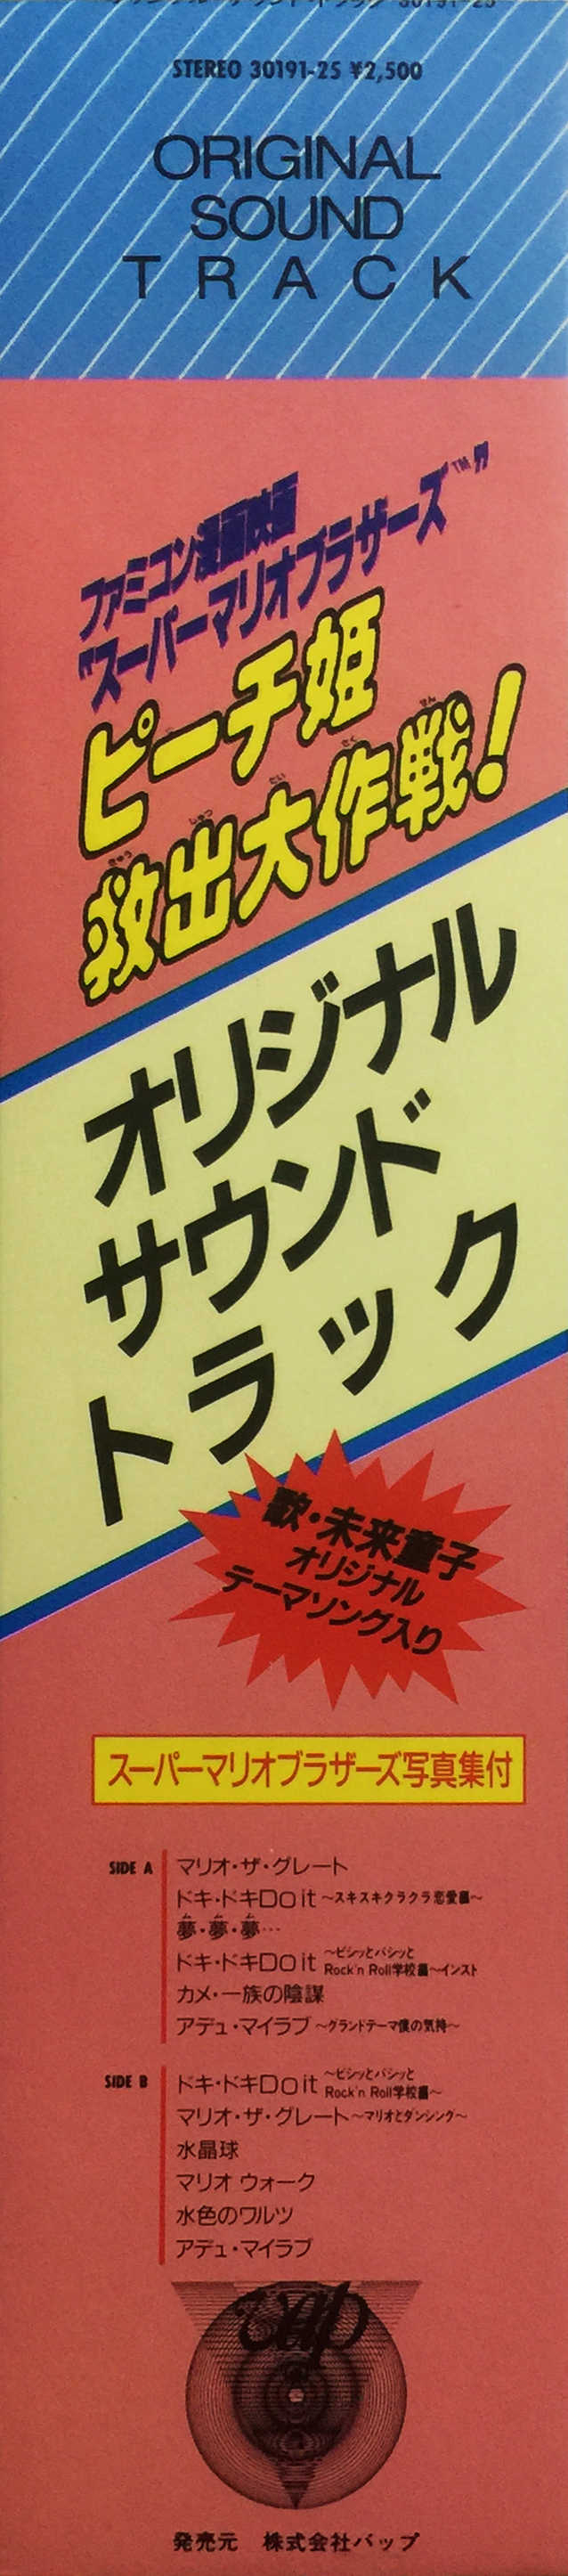 STEREO 30191-25 ¥2,500
ORIGINAL
SOUND
TRACK
ファミコン漫画映画
"スーパーマリオブラザーズ™"
ピーチ姫
救出大作戦!
オリジナル
サウンド
トラック
歌・未来童子
オリジナル
テーマソング入り
スーパーマリオブラザーズ写真集付
SIDE A
マリオ・ザ・グレート
ドキ・ドキDo it 〜スキスキクラクラ恋愛編〜
夢・夢・夢…
ドキ・ドキDo it 〜ビシッとバシッと
Rock'n Roll学校編〜インスト
カメ・一族の陰謀
アデュ・マイラブ 〜グランドテーマ僕の気持〜
SIDE B
ドキ・ドキDo it 〜ビシッとバシッと
Rock'n Roll学校編〜
マリオ・ザ・グレート〜マリオとダンシング〜
水晶球
マリオ ウォーク
水色のワルツ
アデュ・マイラブ
vap
発売元 株式会社バップ